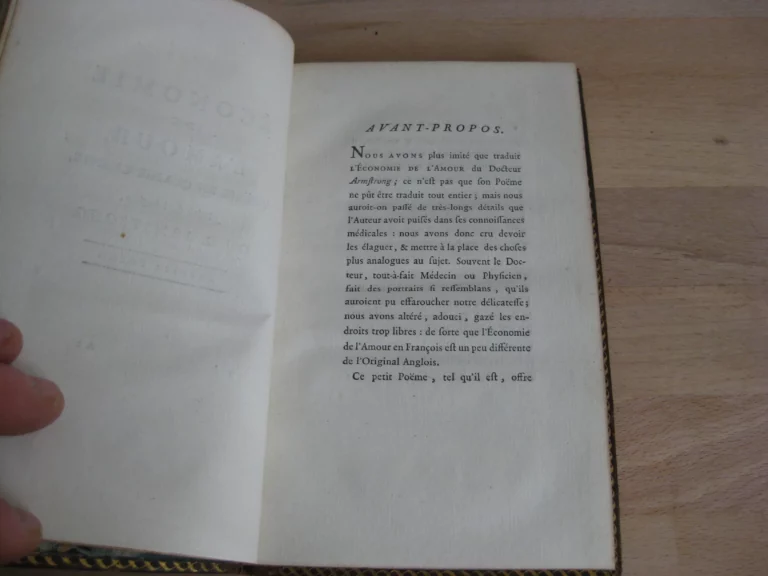 AVANT-PROPOS.
Nous avons plus imité que traduit
l'Économie de l'Amour du Docteur
Armſtrong; ce n'eſt pas que ſon Poëme
ne pût être traduit tout entier; mais nous
auroit-on paſſé de très-longs détails que
l'Auteur avoit puiſés dans ſes connoiſſances
médicales: nous avons donc cru devoir
les élaguer, & mettre à la place des choſes
plus analogues au ſujet. Souvent le Doc-
teur, tout-à-fait Médecin ou Phyſicien,
fait des portraits ſi reſſemblans, qu'ils
auroient pu effaroucher notre délicateſſe;
nous avons altéré, adouci, gazé les en-
droits trop libres: de ſorte que l'Économie
de l'Amour en François eſt un peu différente
de l'Original Anglois.
Ce petit Poëme, tel qu'il eſt, offre